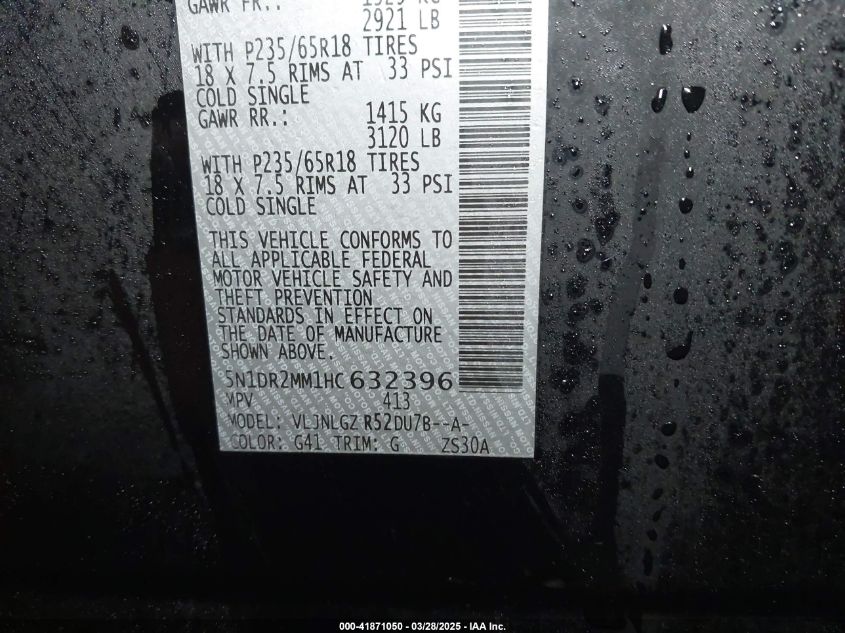 GAWR FR.: 1325 KG
2921 LB
WITH P235/65R18 TIRES
18 X 7.5 RIMS AT 33 PSI
COLD SINGLE
GAWR RR.: 1415 KG
3120 LB
WITH P235/65R18 TIRES
18 X 7.5 RIMS AT 33 PSI
COLD SINGLE
THIS VEHICLE CONFORMS TO
ALL APPLICABLE FEDERAL
MOTOR VEHICLE SAFETY AND
THEFT PREVENTION
STANDARDS IN EFFECT ON
THE DATE OF MANUFACTURE
SHOWN ABOVE.
5N1DR2MM1HC632396
MPV 413
MODEL: VLJNLGZ R52DU7B--A-
COLOR: G41 TRIM: G ZS30A
000-41871050 - 03/28/2025 - IAA Inc.